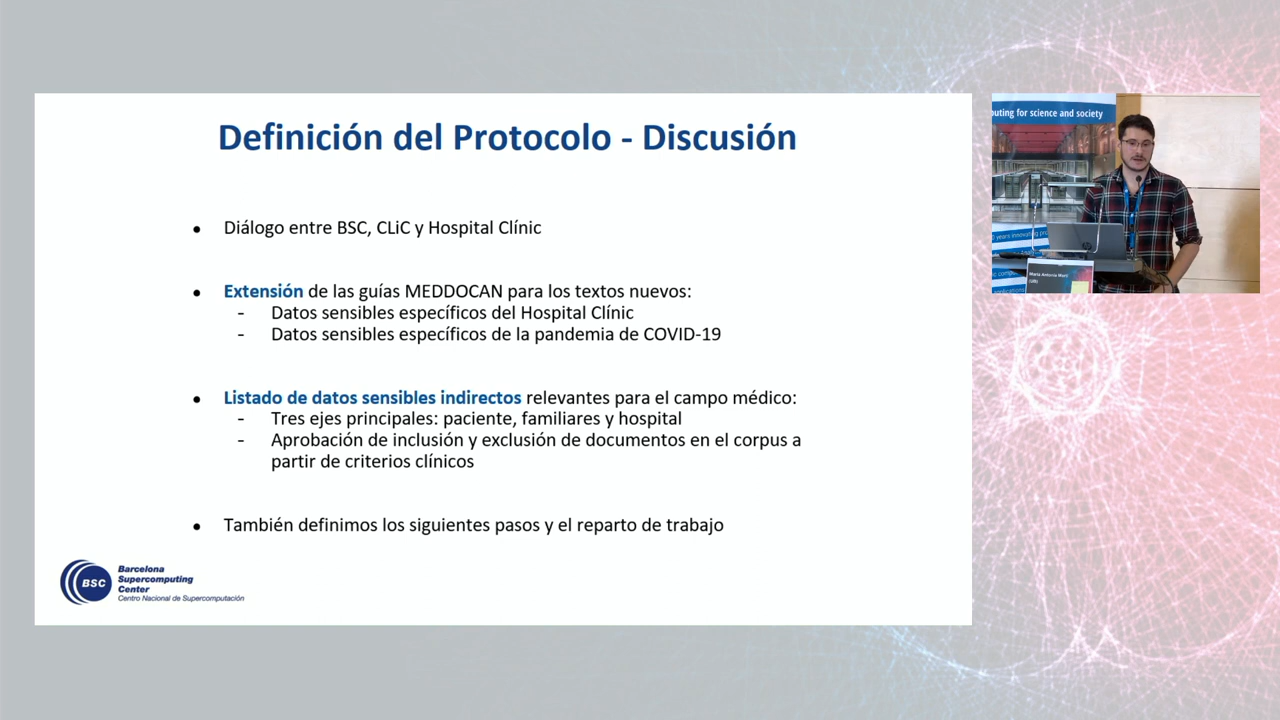 Definición del Protocolo - Discusión
● Diálogo entre BSC, CLiC y Hospital Clínic
● Extensión de las guías MEDDOCAN para los textos nuevos:
- Datos sensibles específicos del Hospital Clínic
- Datos sensibles específicos de la pandemia de COVID-19
● Listado de datos sensibles indirectos relevantes para el campo médico:
- Tres ejes principales: paciente, familiares y hospital
- Aprobación de inclusión y exclusión de documentos en el corpus a
partir de criterios clínicos
● También definimos los siguientes pasos y el reparto de trabajo
BSC
Barcelona
Supercomputing
Center
Centro Nacional de Supercomputación
for science and society